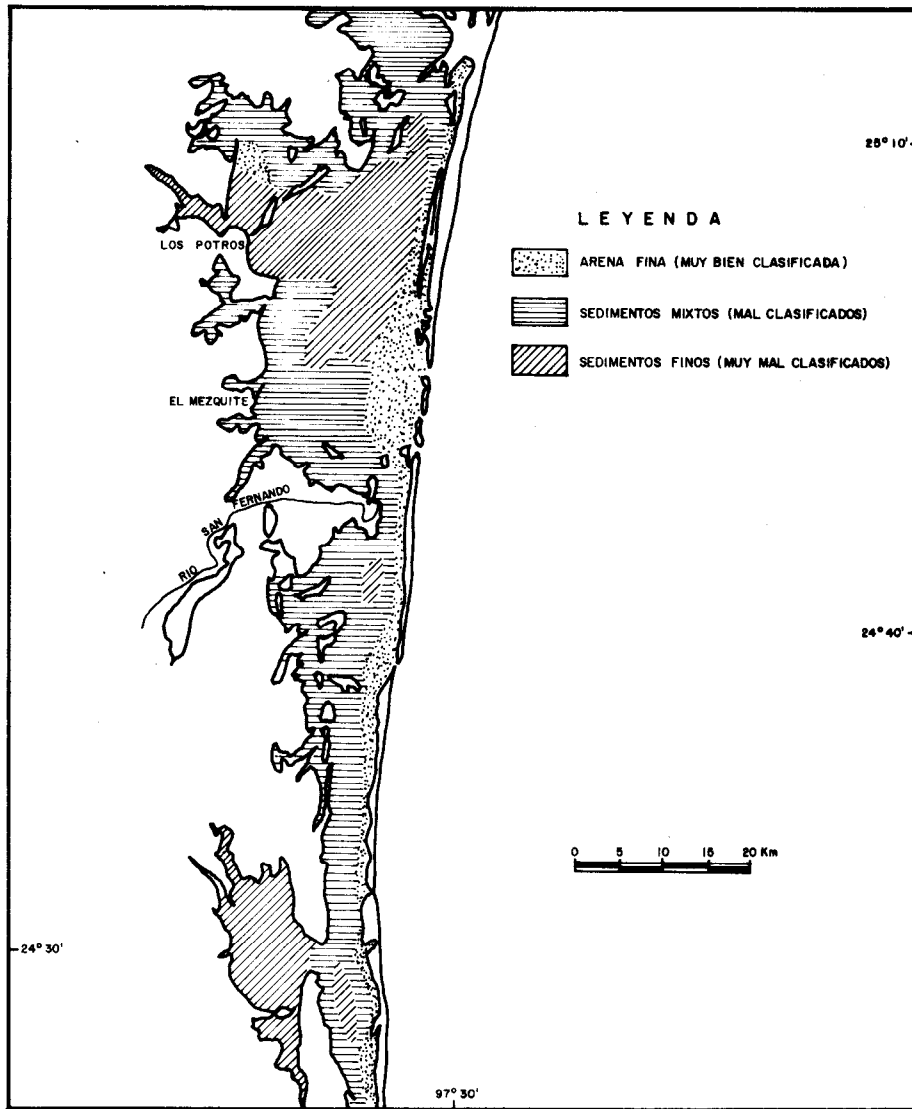 25° 10'
LEYENDA
ARENA FINA (MUY BIEN CLASIFICADA)
SEDIMENTOS MIXTOS (MAL CLASIFICADOS)
SEDIMENTOS FINOS (MUY MAL CLASIFICADOS)
LOS POTROS
EL MEZQUITE
RIO SAN FERNANDO
24° 40'
0 5 10 15 20 Km
24° 30'
97° 30'